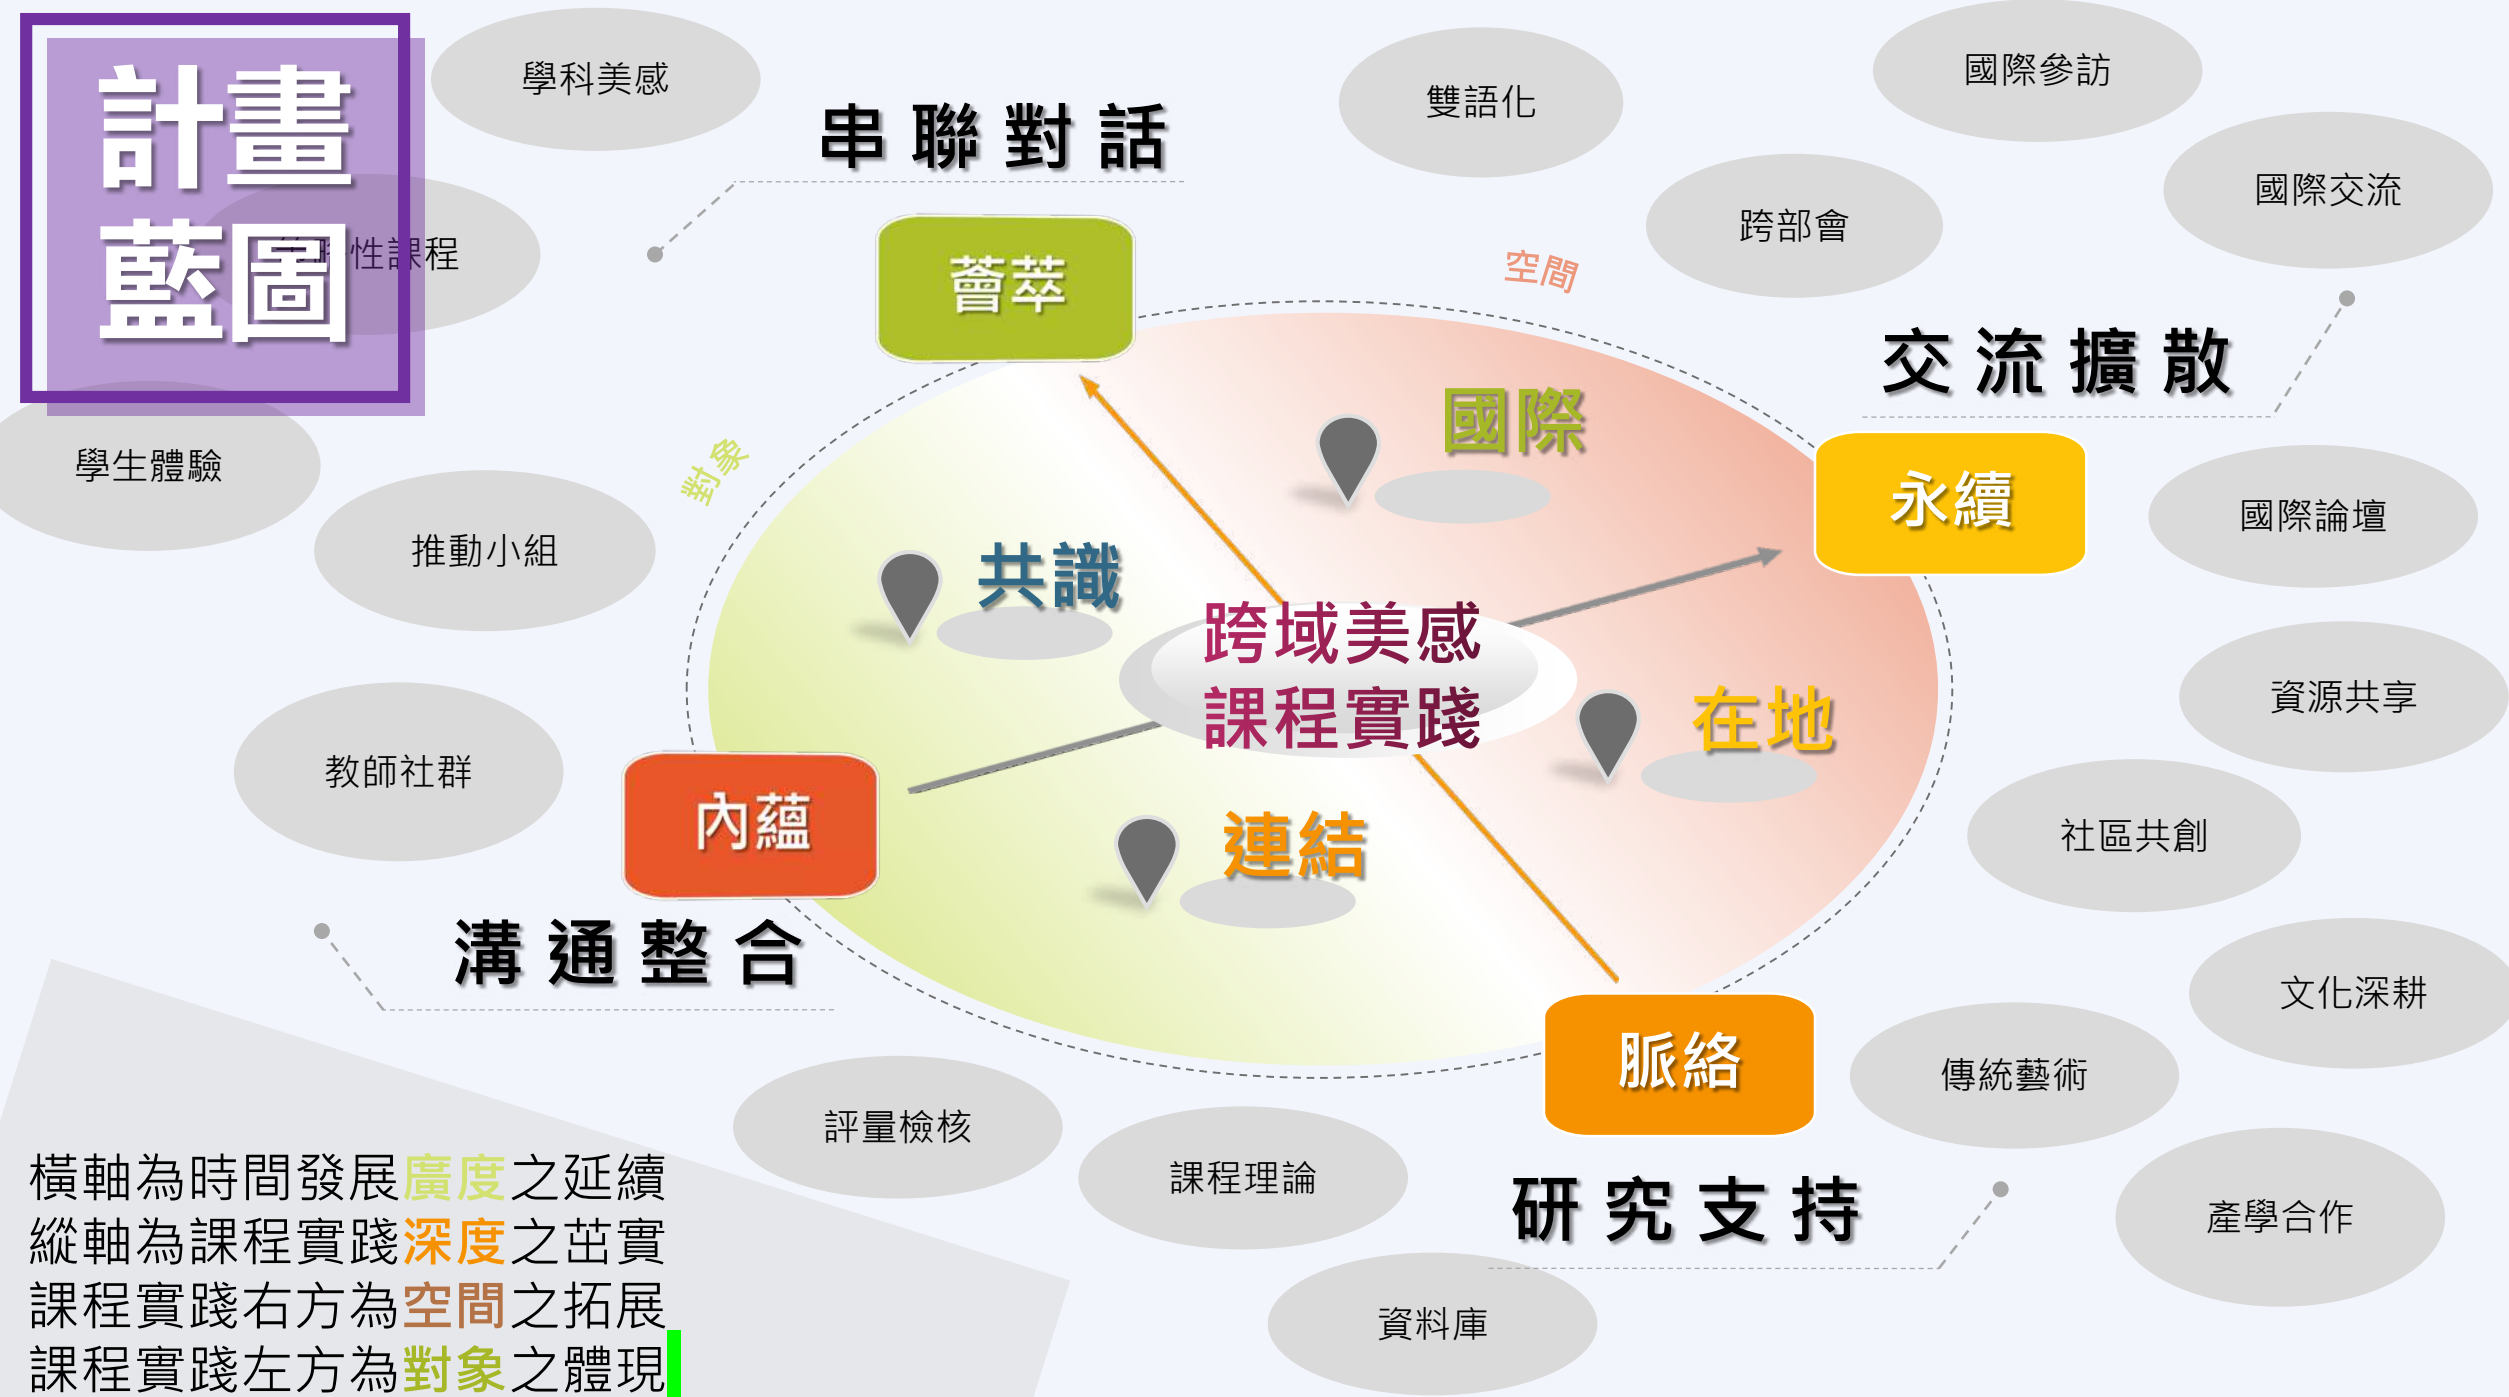 計畫
藍圖
學科美感
串聯對話
雙語化
國際參訪
國際交流
跨部會
性課程
薈萃
空間
交流擴散
國際
對象
學生體驗
推動小組
永續
國際論壇
共識
跨域美感
課程實踐
資源共享
在地
教師社群
內蘊
連結
社區共創
溝通整合
文化深耕
脈絡
傳統藝術
評量檢核
課程理論
研究支持
產學合作
資料庫
橫軸為時間發展廣度之延續
縱軸為課程實踐深度之茁實
課程實踐右方為空間之拓展
課程實踐左方為對象之體現